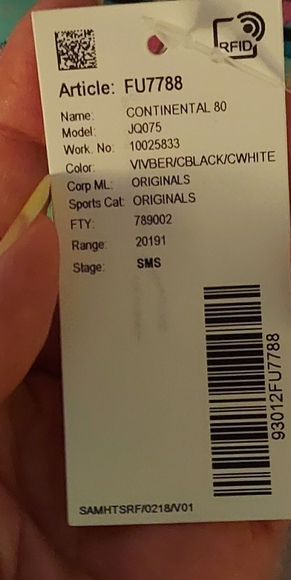 RFID
Article: FU7788
Name: CONTINENTAL 80
Model: JQ075
Work. No: 10025833
Color: VIVBER/CBLACK/CWHITE
Corp ML: ORIGINALS
Sports Cat: ORIGINALS
FTY: 789002
Range: 20191
Stage: SMS
93012FU7788
SAMHTSRF/0218/V01